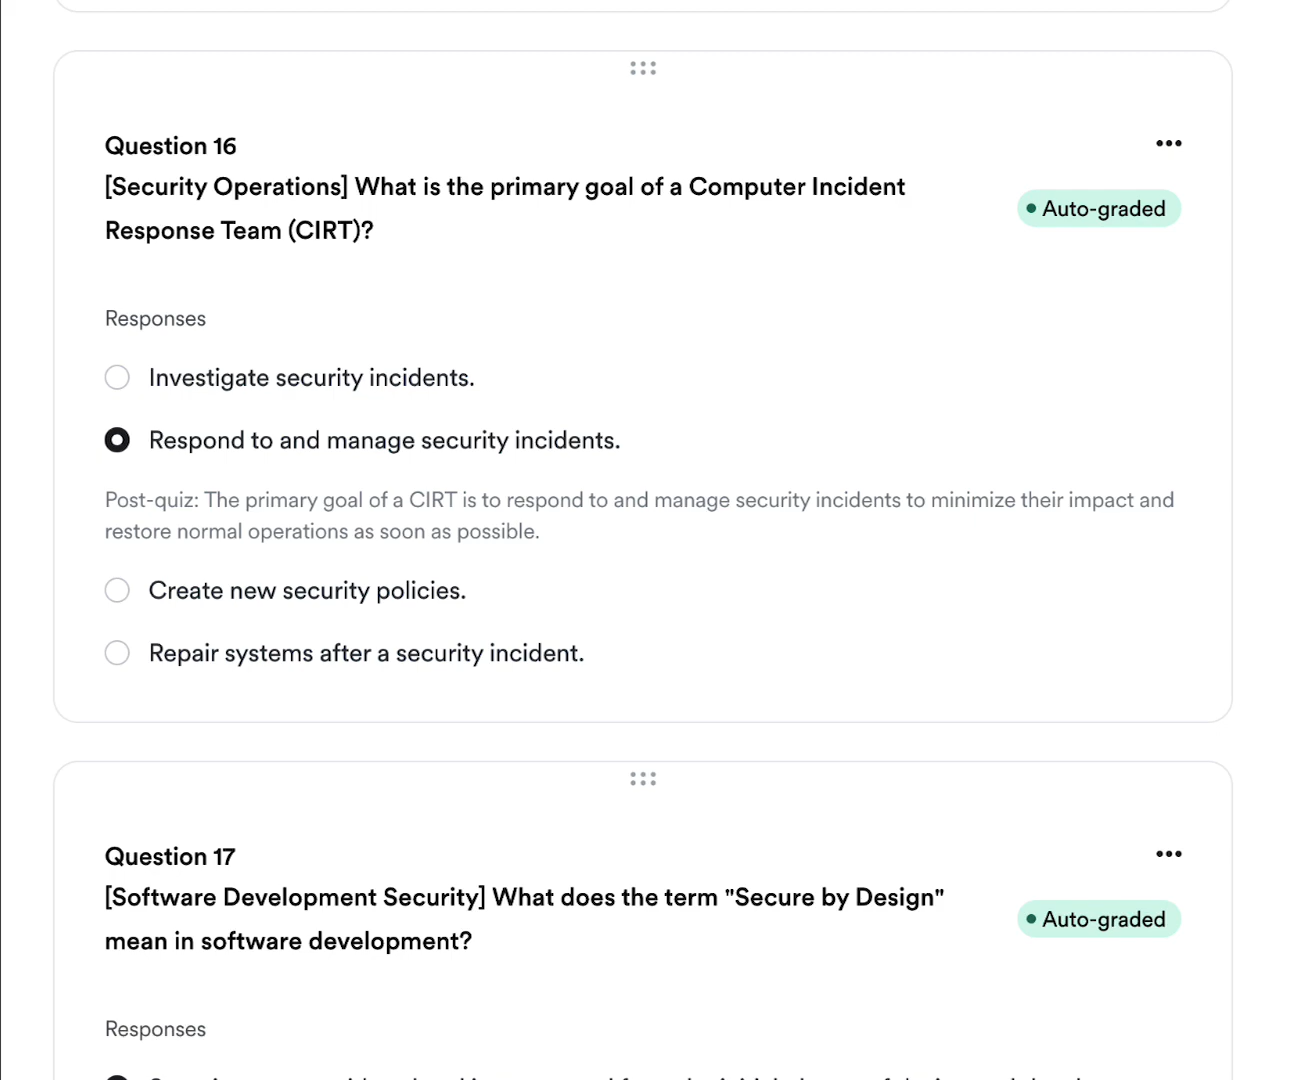 Question 16
[Security Operations] What is the primary goal of a Computer Incident
Response Team (CIRT)?
Auto-graded
Responses
Investigate security incidents.
Respond to and manage security incidents.
Post-quiz: The primary goal of a CIRT is to respond to and manage security incidents to minimize their impact and
restore normal operations as soon as possible.
Create new security policies.
Repair systems after a security incident.
Question 17
[Software Development Security] What does the term "Secure by Design"
mean in software development?
Auto-graded
Responses